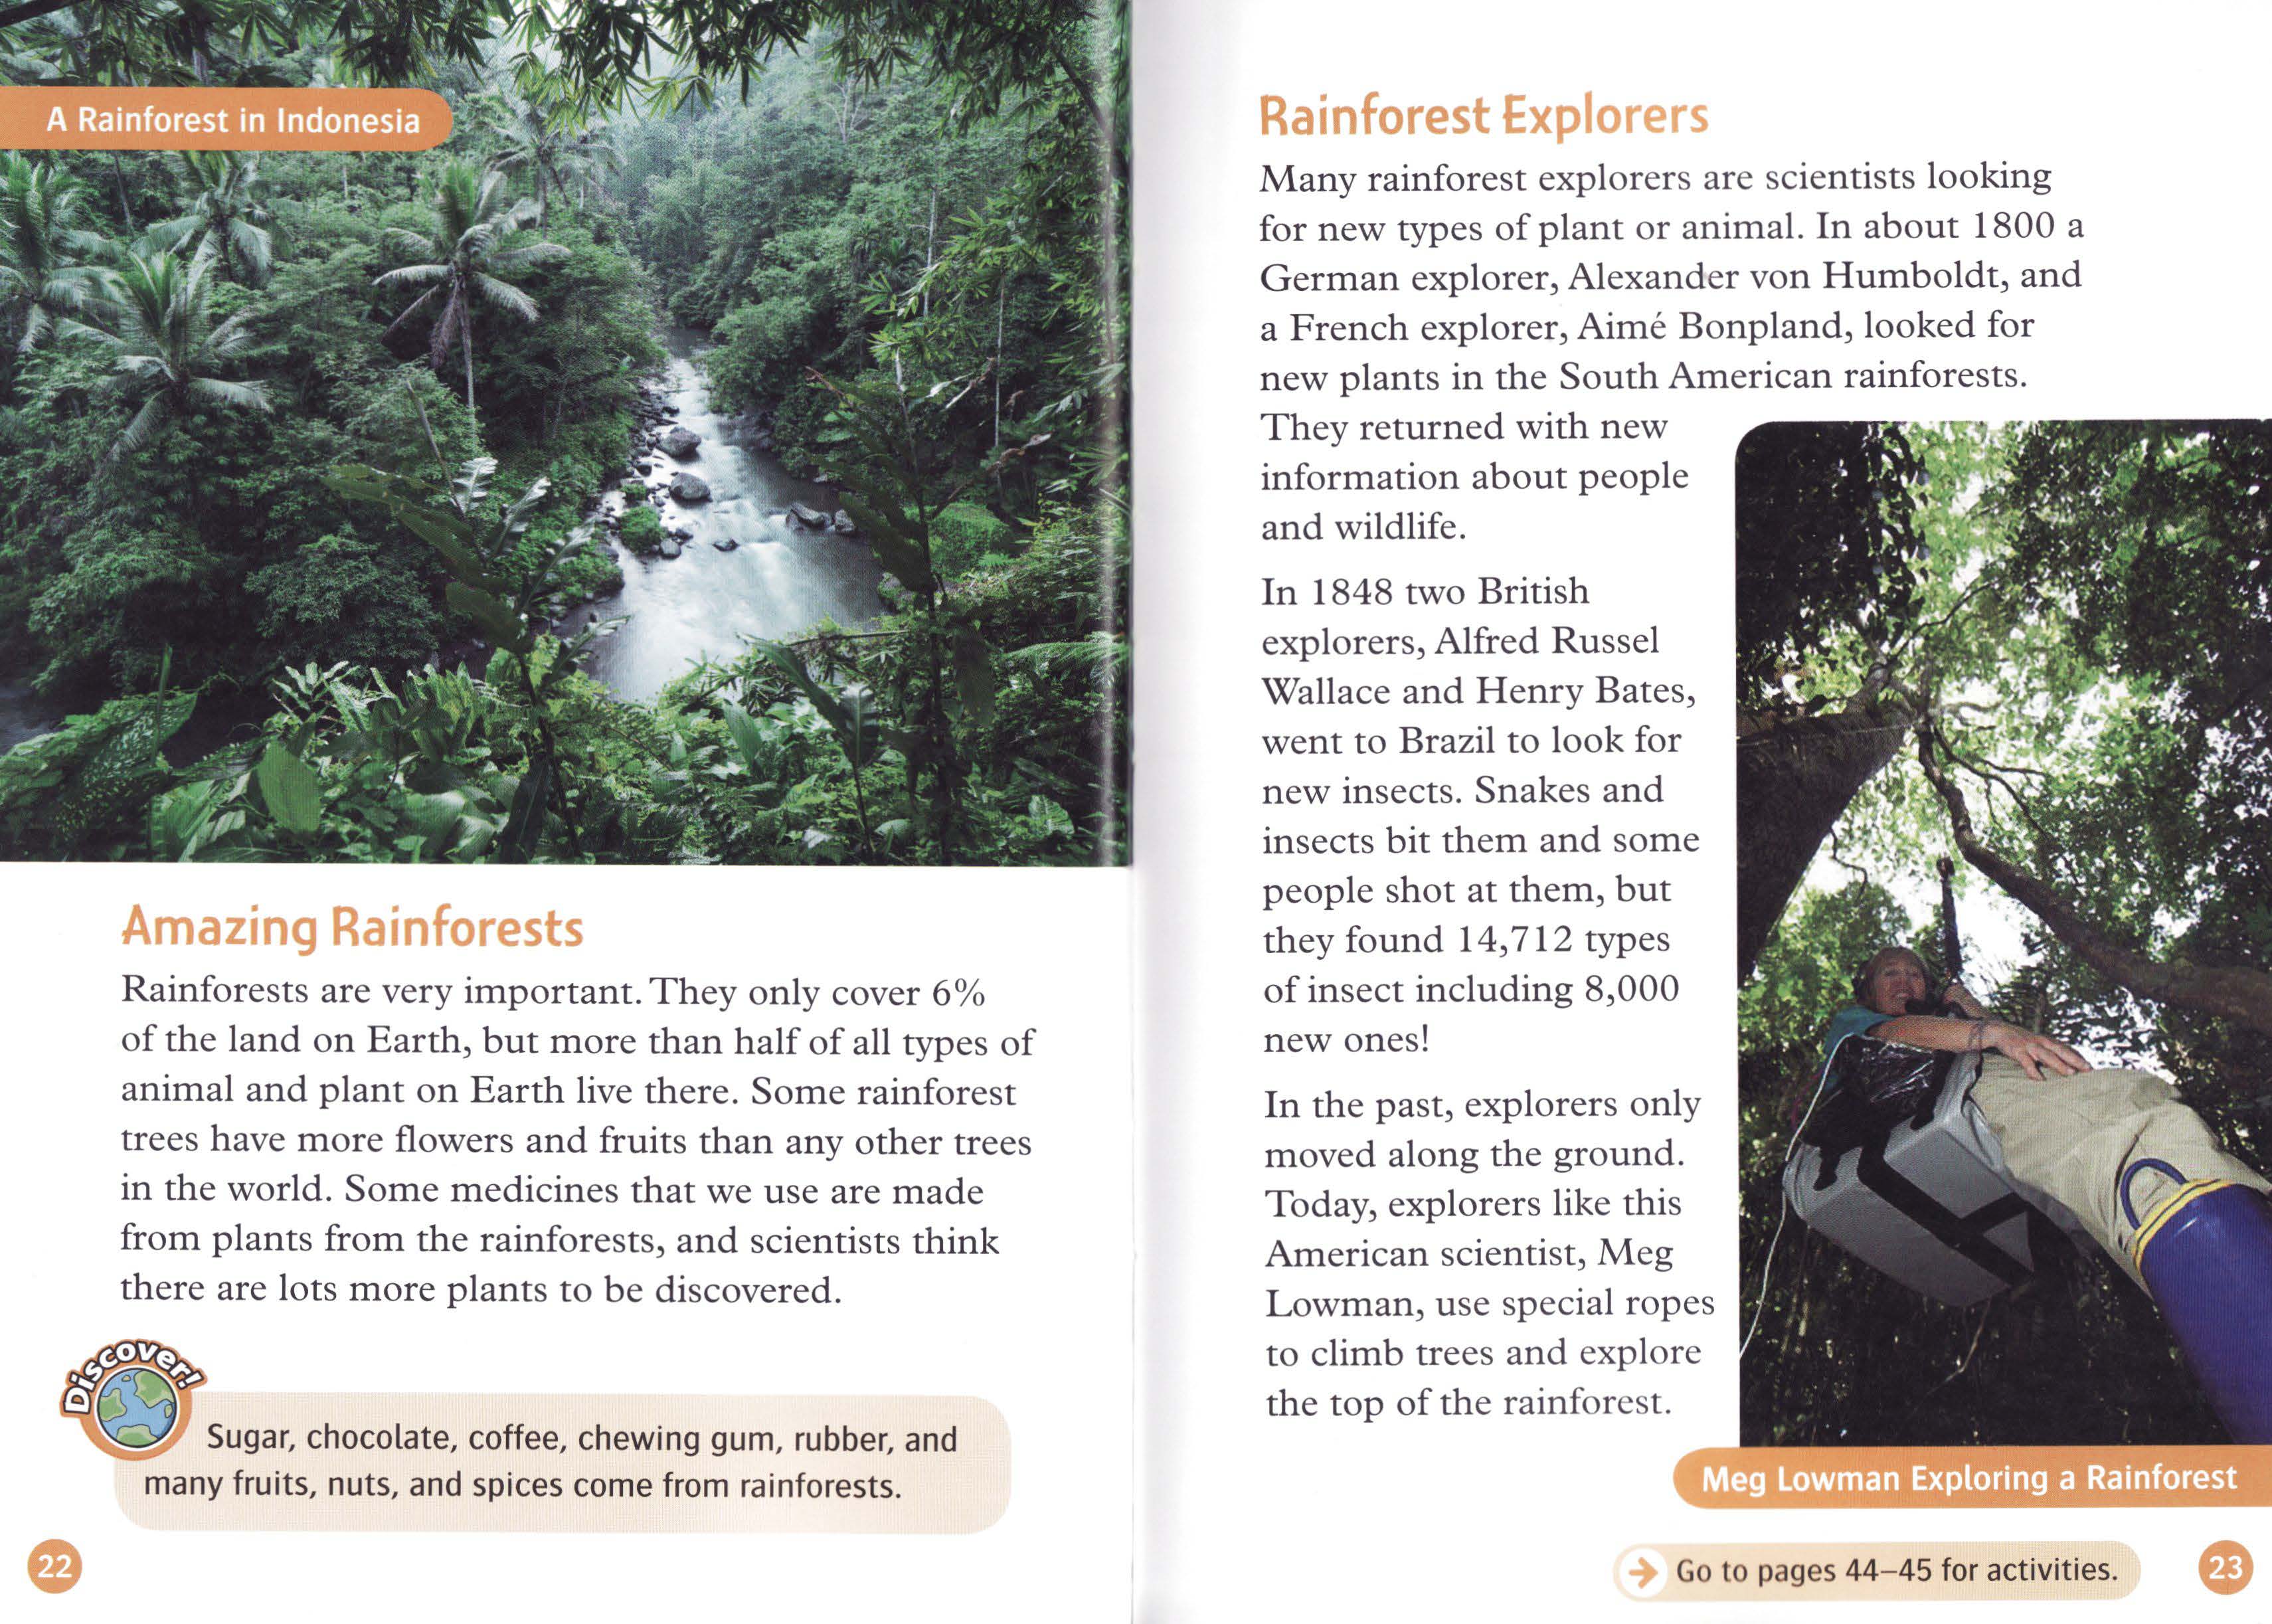 A Rainforest in Indonesia
Amazing Rainforests
Rainforests are very important. They only cover 6%
of the land on Earth, but more than half of all types of
animal and plant on Earth live there. Some rainforest
trees have more flowers and fruits than any other trees
in the world. Some medicines that we use are made
from plants from the rainforests, and scientists think
there are lots more plants to be discovered.
Discover!
Sugar, chocolate, coffee, chewing gum, rubber, and
many fruits, nuts, and spices come from rainforests.
22
Rainforest Explorers
Many rainforest explorers are scientists looking
for new types of plant or animal. In about 1800 a
German explorer, Alexander von Humboldt, and
a French explorer, Aimé Bonpland, looked for
new plants in the South American rainforests.
They returned with new
information about people
and wildlife.
In 1848 two British
explorers, Alfred Russel
Wallace and Henry Bates,
went to Brazil to look for
new insects. Snakes and
insects bit them and some
people shot at them, but
they found 14,712 types
of insect including 8,000
new ones!
In the past, explorers only
moved along the ground.
Today, explorers like this
American scientist, Meg
Lowman, use special ropes
to climb trees and explore
the top of the rainforest.
Meg Lowman Exploring a Rainforest
Go to pages 44–45 for activities.
23